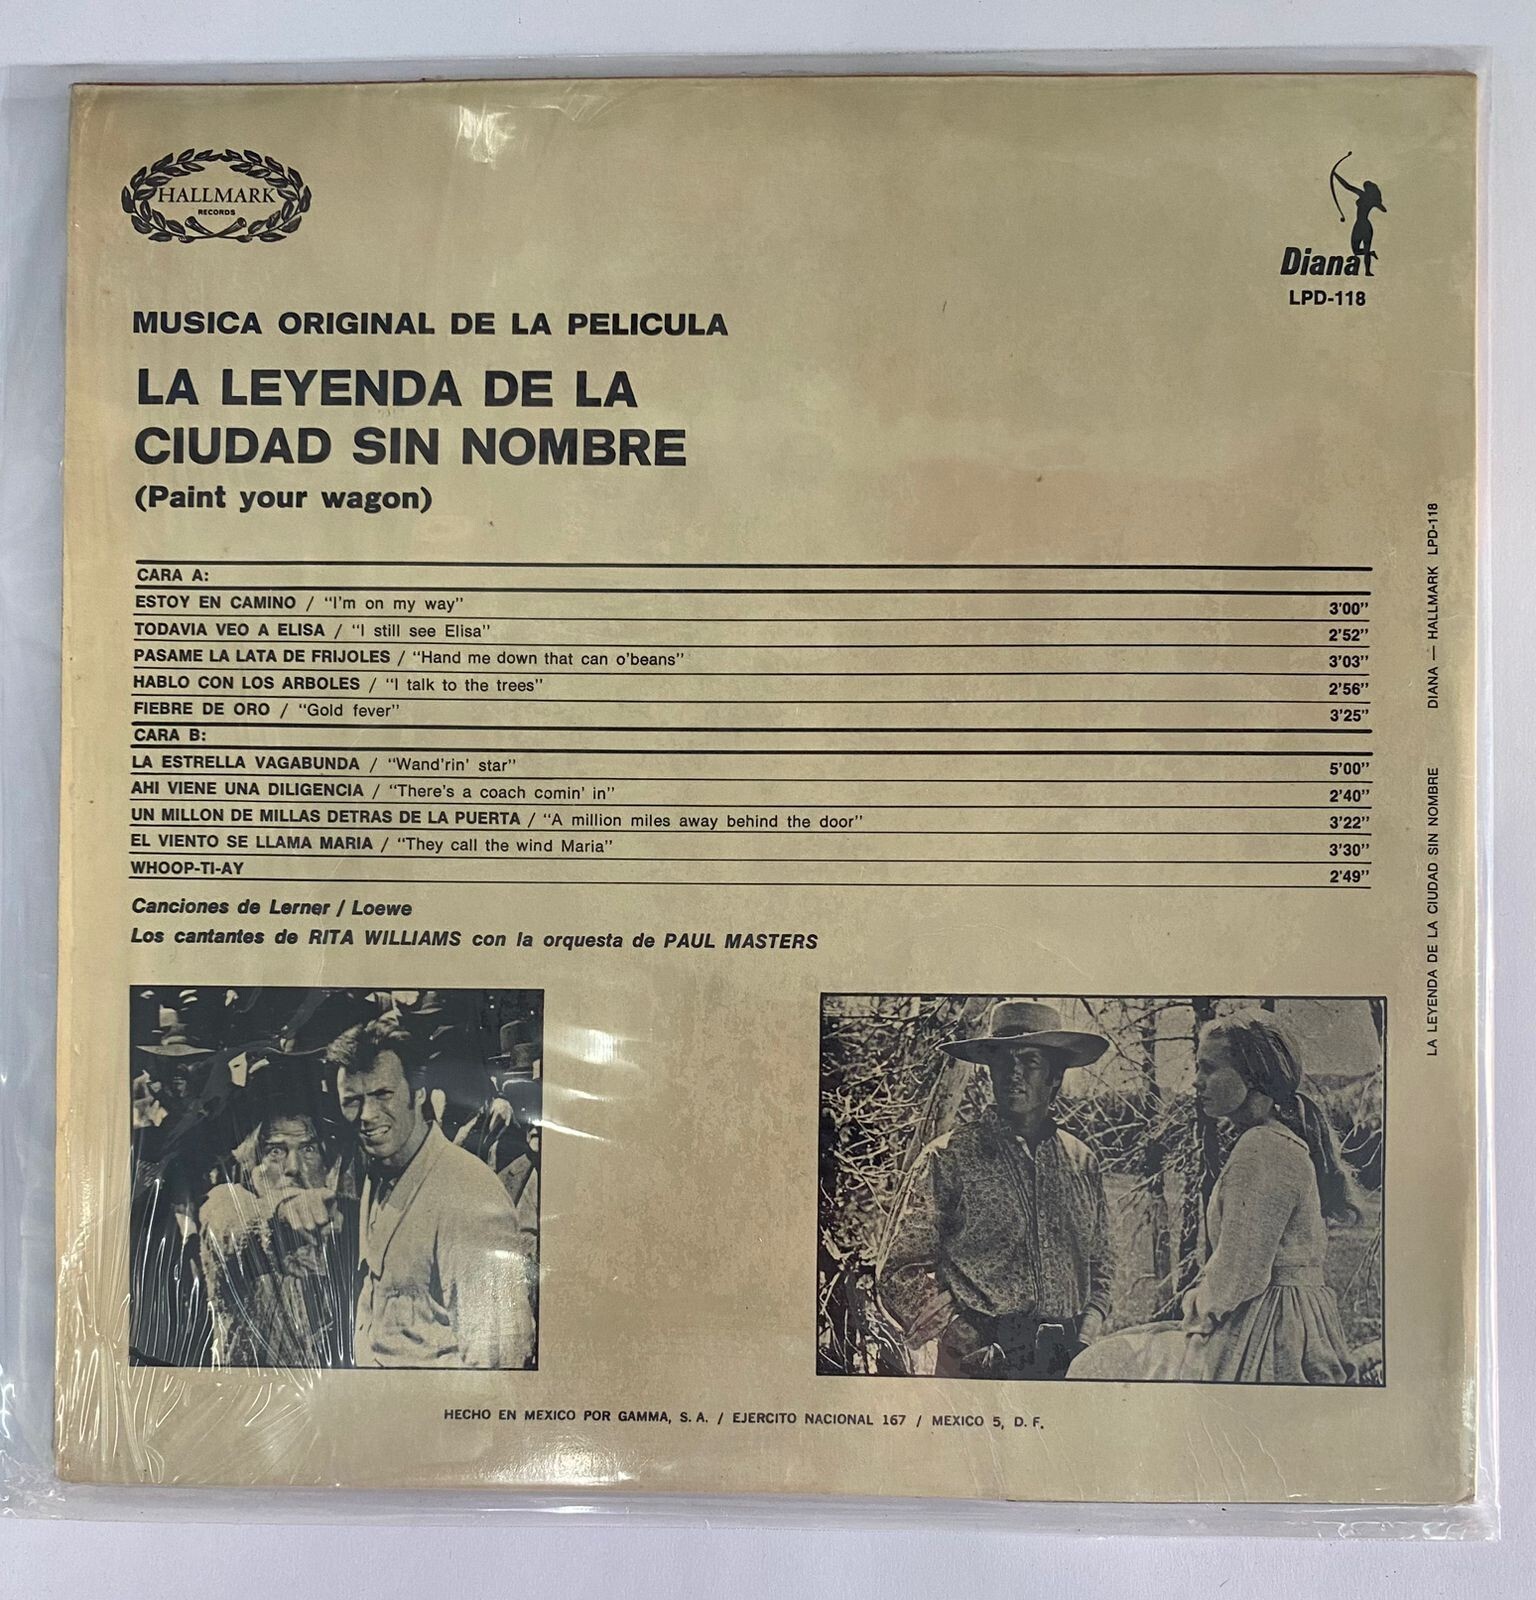 HALLMARK
RECORDS
Diana
LPD-118
MUSICA ORIGINAL DE LA PELICULA
LA LEYENDA DE LA
CIUDAD SIN NOMBRE
(Paint your wagon)
CARA A:
ESTOY EN CAMINO / "I'm on my way" 3'00"
TODAVIA VEO A ELISA / "I still see Elisa" 2'52"
PASAME LA LATA DE FRIJOLES / "Hand me down that can o'beans" 3'03"
HABLO CON LOS ARBOLES / "I talk to the trees" 2'56"
FIEBRE DE ORO / "Gold fever" 3'25"
CARA B:
LA ESTRELLA VAGABUNDA / "Wand'rin' star" 5'00"
AHI VIENE UNA DILIGENCIA / "There's a coach comin' in" 2'40"
UN MILLON DE MILLAS DETRAS DE LA PUERTA / "A million miles away behind the door" 3'22"
EL VIENTO SE LLAMA MARIA / "They call the wind Maria" 3'30"
WHOOP-TI-AY 2'49"
Canciones de Lerner / Loewe
Los cantantes de RITA WILLIAMS con la orquesta de PAUL MASTERS
HECHO EN MEXICO POR GAMMA, S. A. / EJERCITO NACIONAL 167 / MEXICO 5, D. F.
LA LEYENDA DE LA CIUDAD SIN NOMBRE DIANA — HALLMARK LPD-118